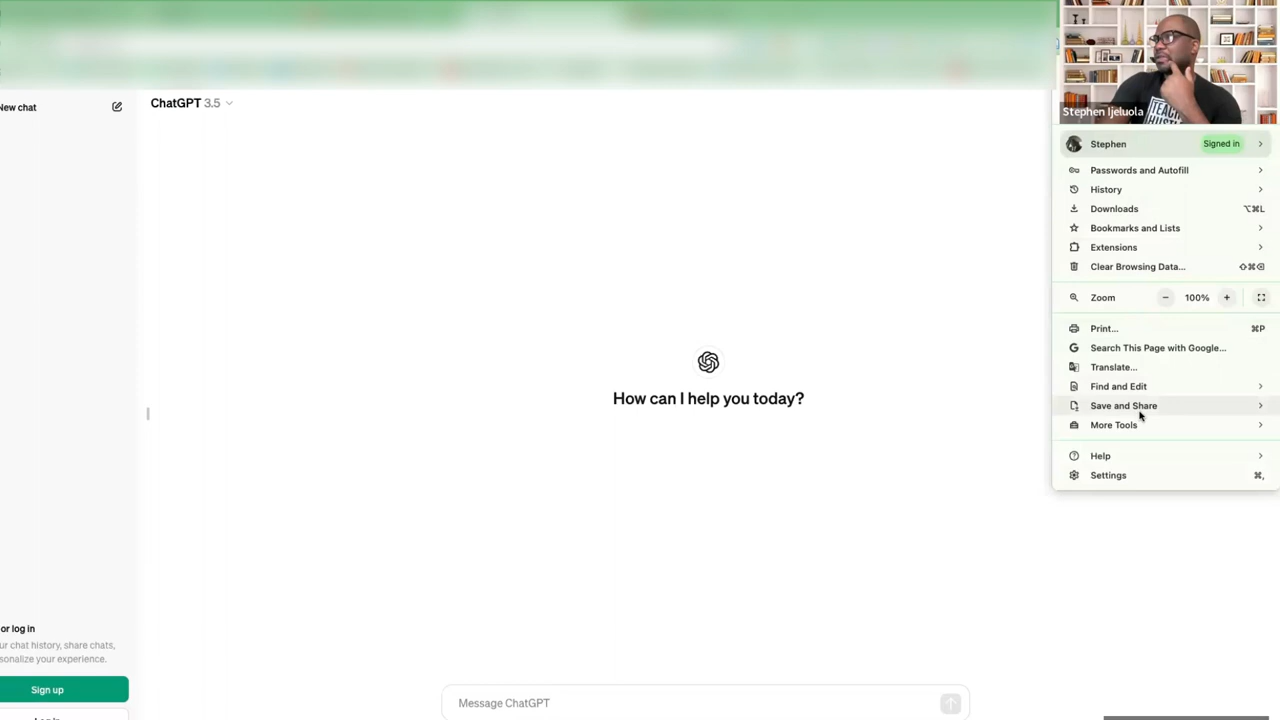 New chat
ChatGPT 3.5
How can I help you today?
or log in
ur chat history, share chats,
sonalize your experience.
Sign up
Message ChatGPT
Stephen Ijeluola
Stephen Signed in
Passwords and Autofill
History
Downloads ⌥⌘L
Bookmarks and Lists
Extensions
Clear Browsing Data... ⇧⌘⌫
Zoom − 100% +
Print... ⌘P
Search This Page with Google...
Translate...
Find and Edit
Save and Share
More Tools
Help
Settings ⌘,